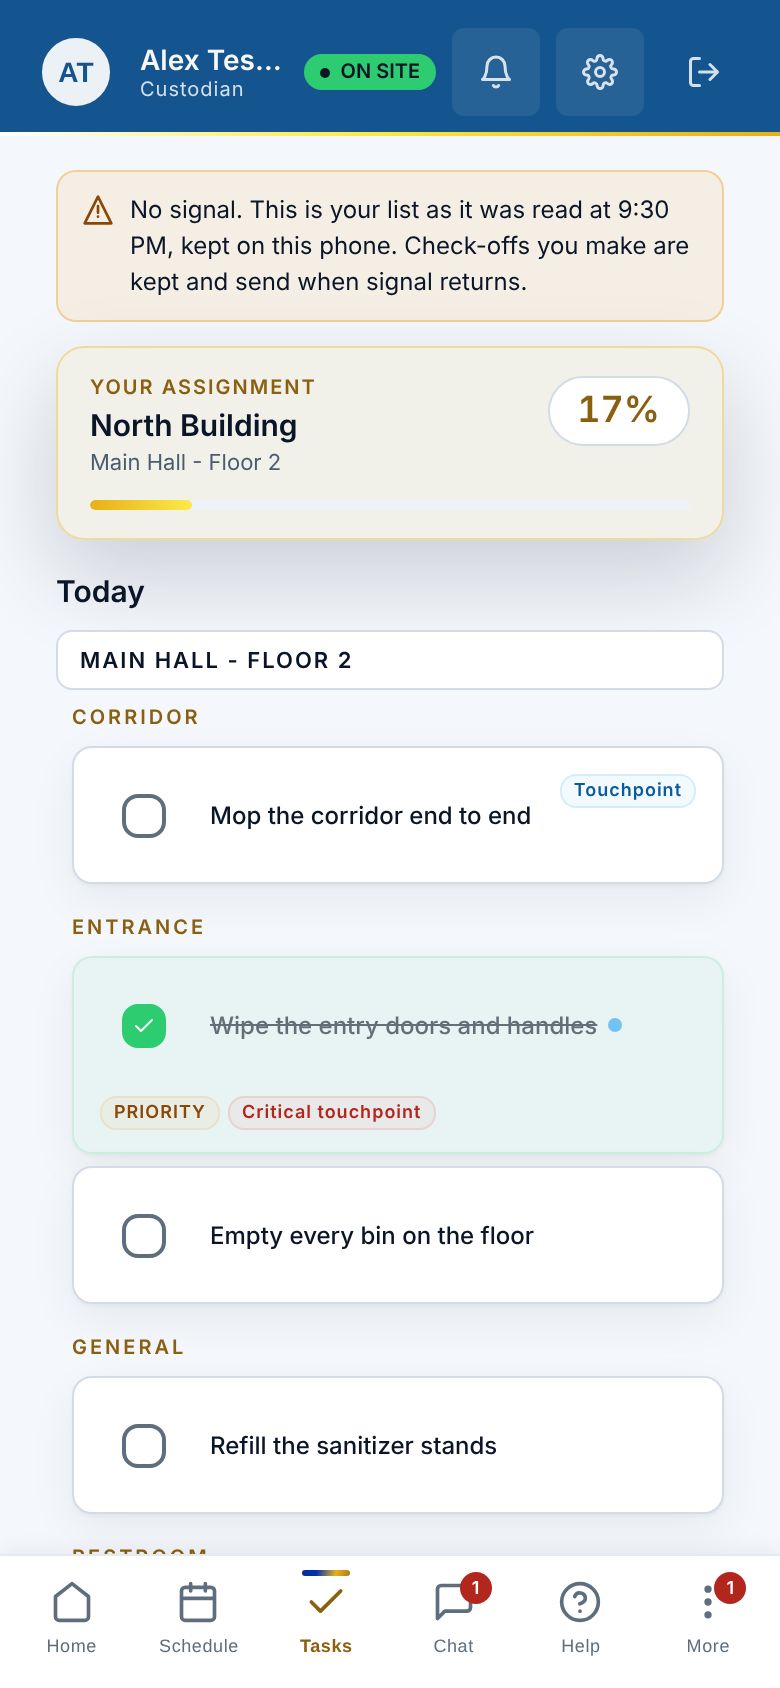 AT
Alex Tes...
Custodian
ON SITE
No signal. This is your list as it was read at 9:30
PM, kept on this phone. Check-offs you make are
kept and send when signal returns.
YOUR ASSIGNMENT
North Building
Main Hall - Floor 2
17%
Today
MAIN HALL - FLOOR 2
CORRIDOR
Mop the corridor end to end
Touchpoint
ENTRANCE
Wipe the entry doors and handles
PRIORITY
Critical touchpoint
Empty every bin on the floor
GENERAL
Refill the sanitizer stands
1
1
Home
Schedule
Tasks
Chat
Help
More